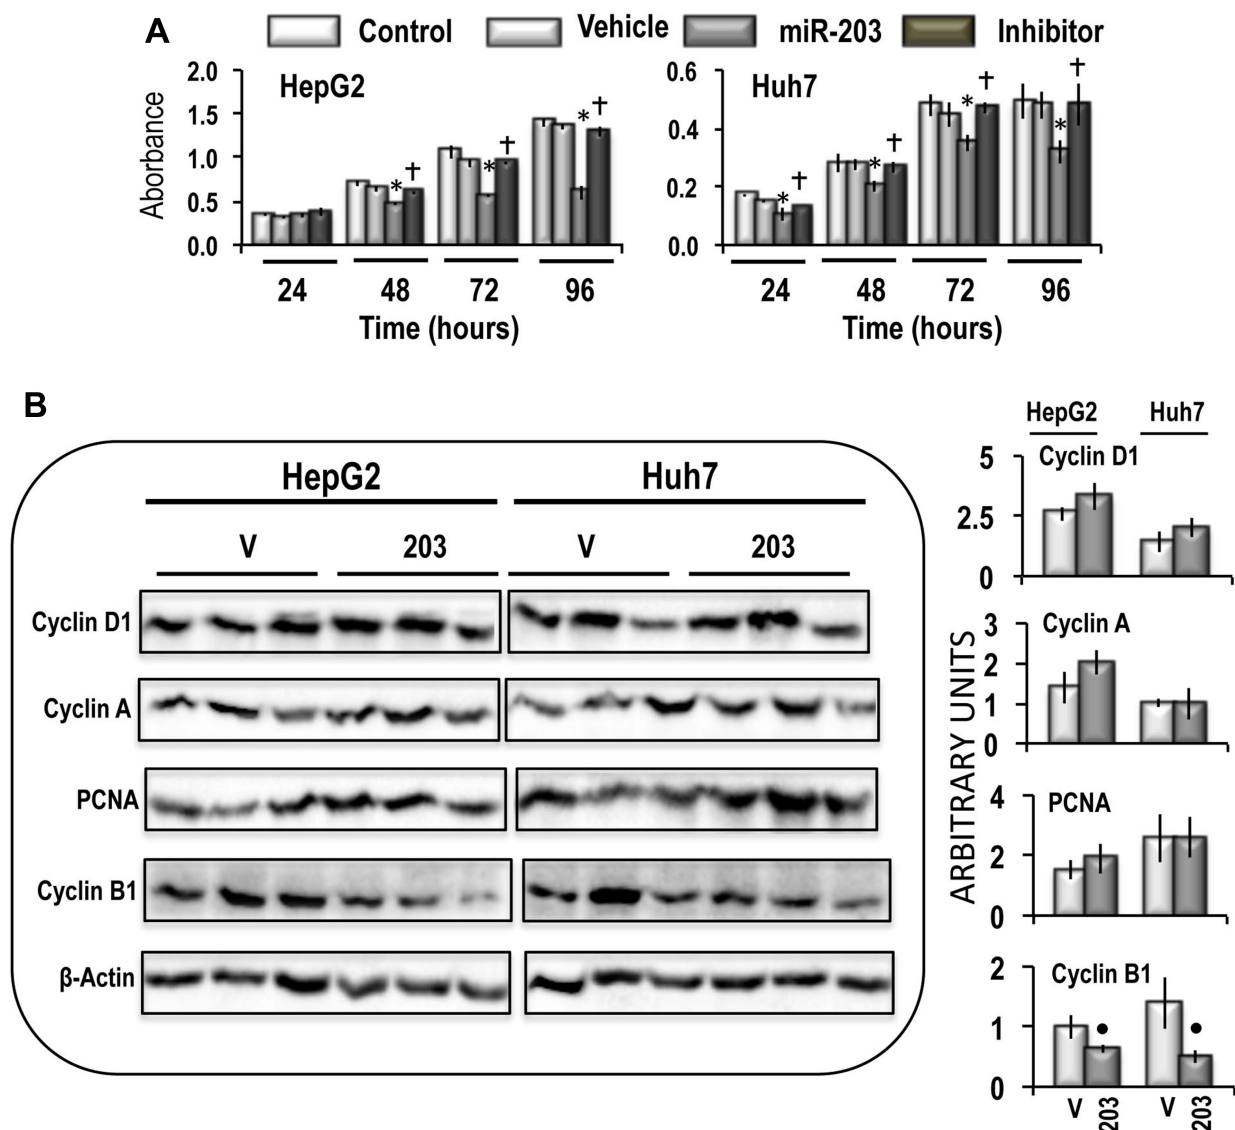 A
Control Vehicle miR-203 Inhibitor
Aborbance
HepG2
2.0
1.5
1.0
0.5
0.0
* † * † * †
24 48 72 96
Time (hours)
Huh7
0.6
0.4
0.2
0.0
* † * † * † * †
24 48 72 96
Time (hours)
B
HepG2 Huh7
V 203 V 203
Cyclin D1
Cyclin A
PCNA
Cyclin B1
β-Actin
ARBITRARY UNITS
HepG2 Huh7
Cyclin D1
5
2.5
0
Cyclin A
3
2
1
0
PCNA
4
2
0
Cyclin B1
2
1
0
• •
V 203 V 203